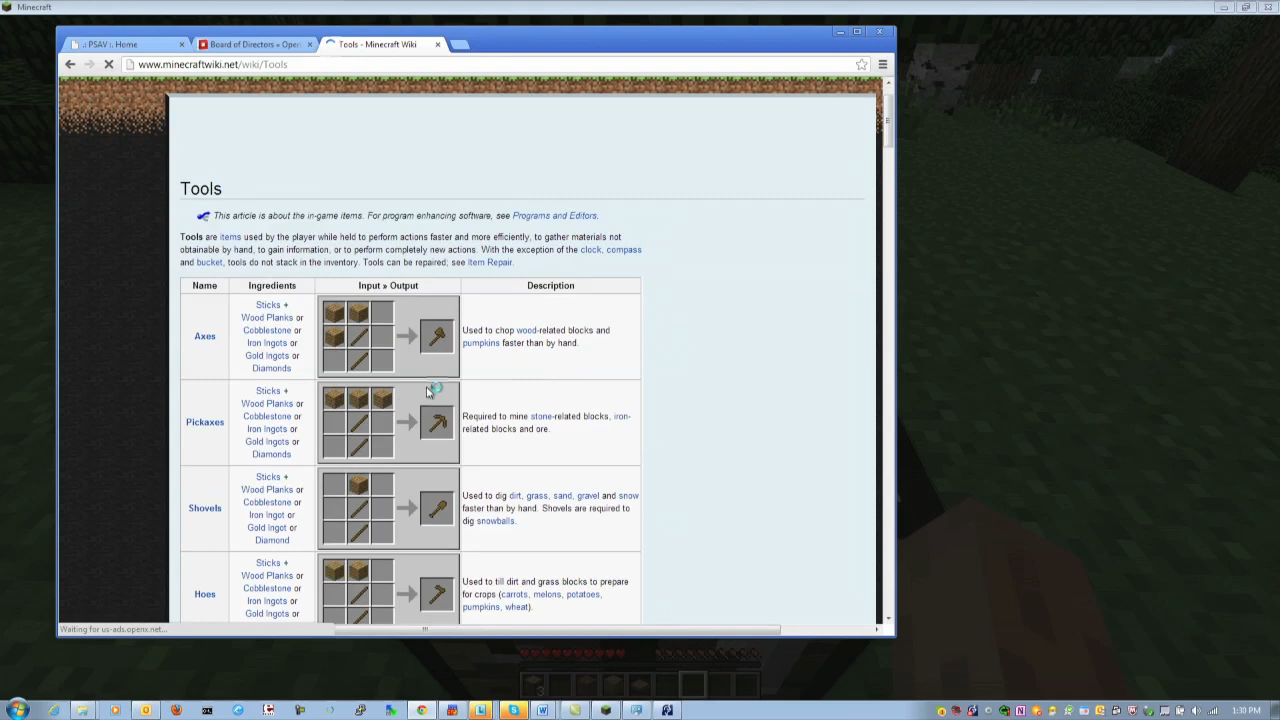 Minecraft
.: PSAV :. Home
Board of Directors « Open
Tools - Minecraft Wiki
www.minecraftwiki.net/wiki/Tools
Tools
This article is about the in-game items. For program enhancing software, see Programs and Editors.
Tools are items used by the player while held to perform actions faster and more efficiently, to gather materials not
obtainable by hand, to gain information, or to perform completely new actions. With the exception of the clock, compass
and bucket, tools do not stack in the inventory. Tools can be repaired; see Item Repair.
Name Ingredients Input » Output Description
Axes
Sticks +
Wood Planks or
Cobblestone or
Iron Ingots or
Gold Ingots or
Diamonds
Used to chop wood-related blocks and
pumpkins faster than by hand.
Pickaxes
Sticks +
Wood Planks or
Cobblestone or
Iron Ingots or
Gold Ingots or
Diamonds
Required to mine stone-related blocks, iron-
related blocks and ore.
Shovels
Sticks +
Wood Planks or
Cobblestone or
Iron Ingot or
Gold Ingot or
Diamond
Used to dig dirt, grass, sand, gravel and snow
faster than by hand. Shovels are required to
dig snowballs.
Hoes
Sticks +
Wood Planks or
Cobblestone or
Iron Ingots or
Gold Ingots or
Used to till dirt and grass blocks to prepare
for crops (carrots, melons, potatoes,
pumpkins, wheat).
Waiting for us-ads.openx.net...
3
1:30 PM